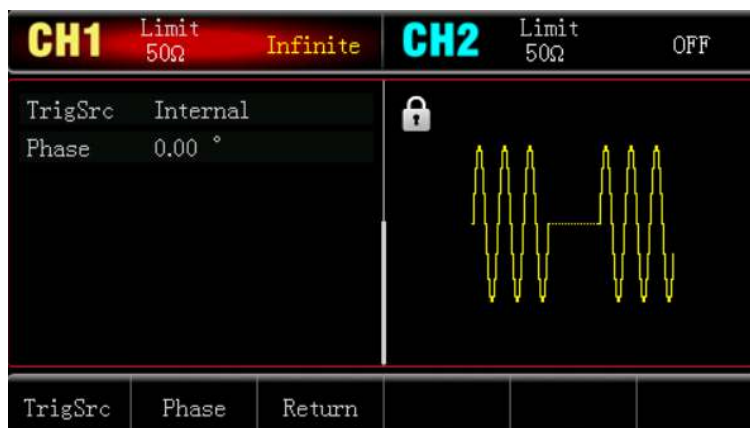 CH1 Limit 50Ω Infinite CH2 Limit 50Ω OFF
TrigSrc Internal
Phase 0.00 °
TrigSrc Phase Return